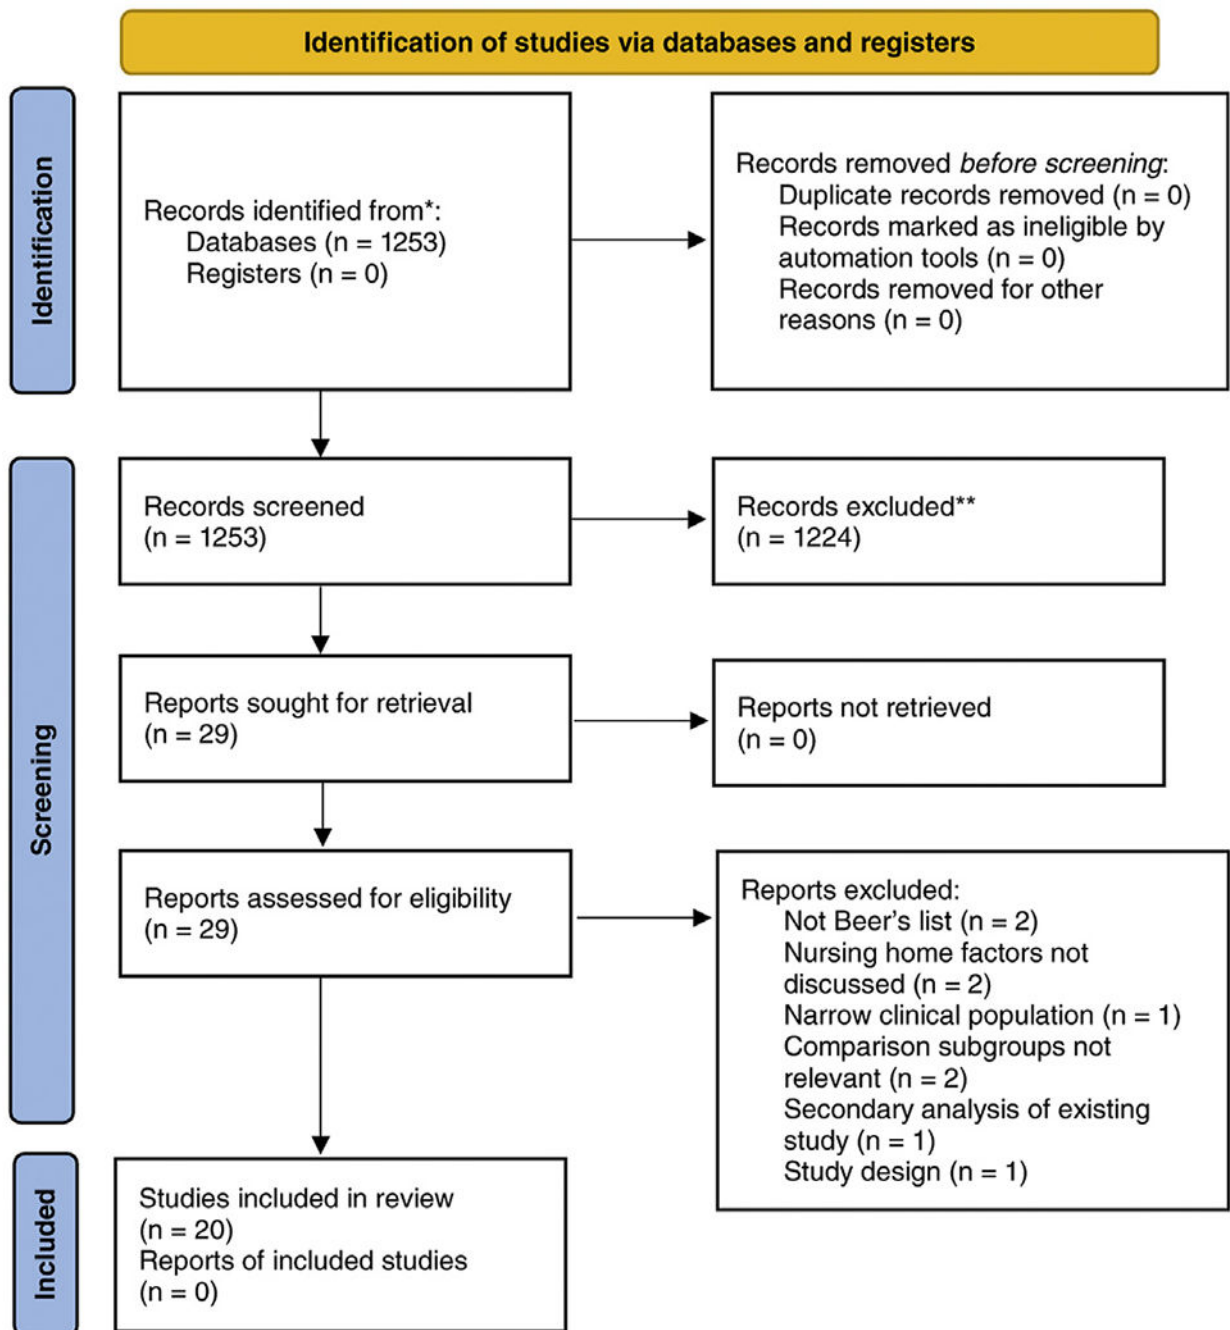 Identification of studies via databases and registers
Identification
Records identified from*:
Databases (n = 1253)
Registers (n = 0)
Records removed before screening:
Duplicate records removed (n = 0)
Records marked as ineligible by
automation tools (n = 0)
Records removed for other
reasons (n = 0)
Screening
Records screened
(n = 1253)
Records excluded**
(n = 1224)
Reports sought for retrieval
(n = 29)
Reports not retrieved
(n = 0)
Reports assessed for eligibility
(n = 29)
Reports excluded:
Not Beer's list (n = 2)
Nursing home factors not
discussed (n = 2)
Narrow clinical population (n = 1)
Comparison subgroups not
relevant (n = 2)
Secondary analysis of existing
study (n = 1)
Study design (n = 1)
Included
Studies included in review
(n = 20)
Reports of included studies
(n = 0)